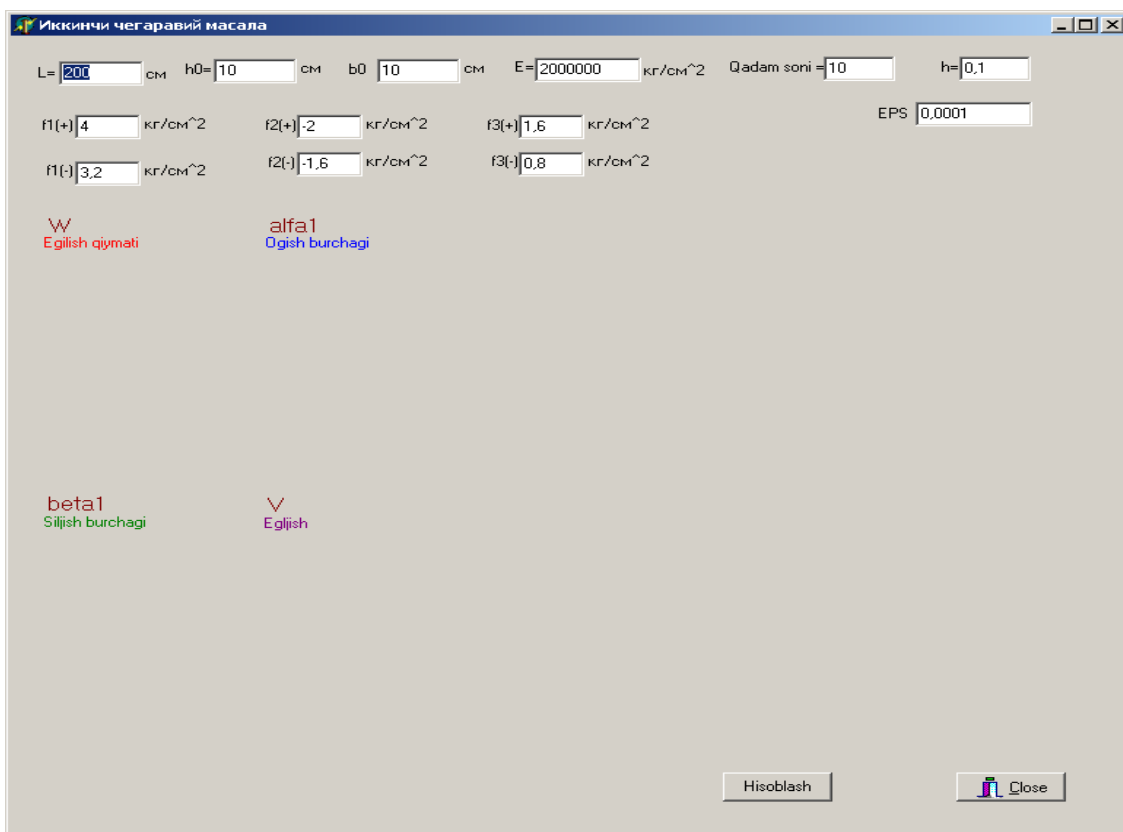 Иккинчи чегаравий масала
L= 200 см h0= 10 см b0 10 см E= 2000000 кг/см^2 Qadam soni = 10 h= 0,1
EPS 0,0001
f1(+) 4 кг/см^2 f2(+) -2 кг/см^2 f3(+) 1,6 кг/см^2
f1(-) 3,2 кг/см^2 f2(-) -1,6 кг/см^2 f3(-) 0,8 кг/см^2
W alfa1
Egilish qiymati Ogish burchagi
beta1 V
Siljish burchagi Egljish
Hisoblash Close